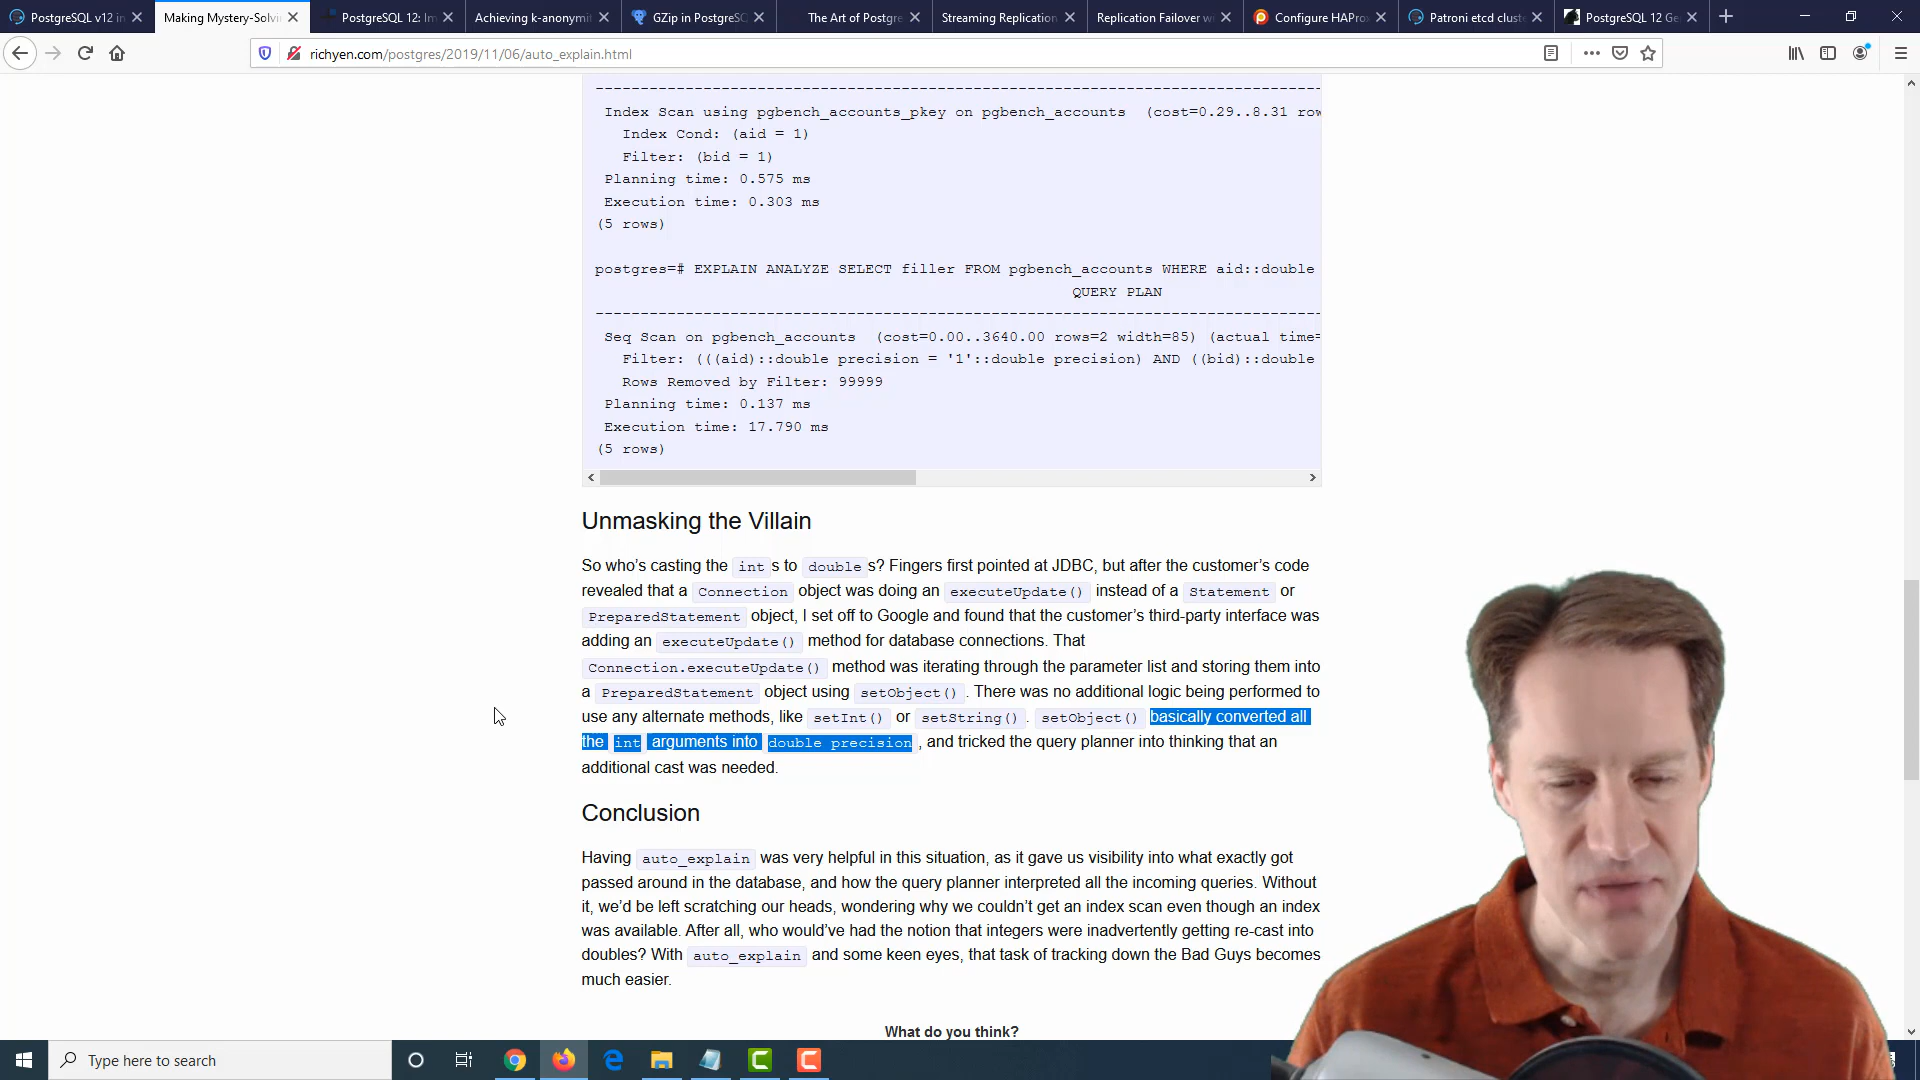 PostgreSQL v12 in
Making Mystery-Solvi
PostgreSQL 12: Im
Achieving k-anonymit
GZip in PostgreSQ
The Art of Postgre
Streaming Replication
Replication Failover w
Configure HAProx
Patroni etcd cluste
PostgreSQL 12 Ge
richyen.com/postgres/2019/11/06/auto_explain.html
Index Scan using pgbench_accounts_pkey on pgbench_accounts  (cost=0.29..8.31 row
Index Cond: (aid = 1)
Filter: (bid = 1)
Planning time: 0.575 ms
Execution time: 0.303 ms
(5 rows)
postgres=# EXPLAIN ANALYZE SELECT filler FROM pgbench_accounts WHERE aid::double
QUERY PLAN
Seq Scan on pgbench_accounts  (cost=0.00..3640.00 rows=2 width=85) (actual time=
Filter: (((aid)::double precision = '1'::double precision) AND ((bid)::double
Rows Removed by Filter: 99999
Planning time: 0.137 ms
Execution time: 17.790 ms
(5 rows)
Unmasking the Villain
So who's casting the int s to double s? Fingers first pointed at JDBC, but after the customer's code
revealed that a Connection object was doing an executeUpdate() instead of a Statement or
PreparedStatement object, I set off to Google and found that the customer's third-party interface was
adding an executeUpdate() method for database connections. That
Connection.executeUpdate() method was iterating through the parameter list and storing them into
a PreparedStatement object using setObject() . There was no additional logic being performed to
use any alternate methods, like setInt() or setString() . setObject() basically converted all
the int arguments into double precision , and tricked the query planner into thinking that an
additional cast was needed.
Conclusion
Having auto_explain was very helpful in this situation, as it gave us visibility into what exactly got
passed around in the database, and how the query planner interpreted all the incoming queries. Without
it, we'd be left scratching our heads, wondering why we couldn't get an index scan even though an index
was available. After all, who would've had the notion that integers were inadvertently getting re-cast into
doubles? With auto_explain and some keen eyes, that task of tracking down the Bad Guys becomes
much easier.
What do you think?
Type here to search